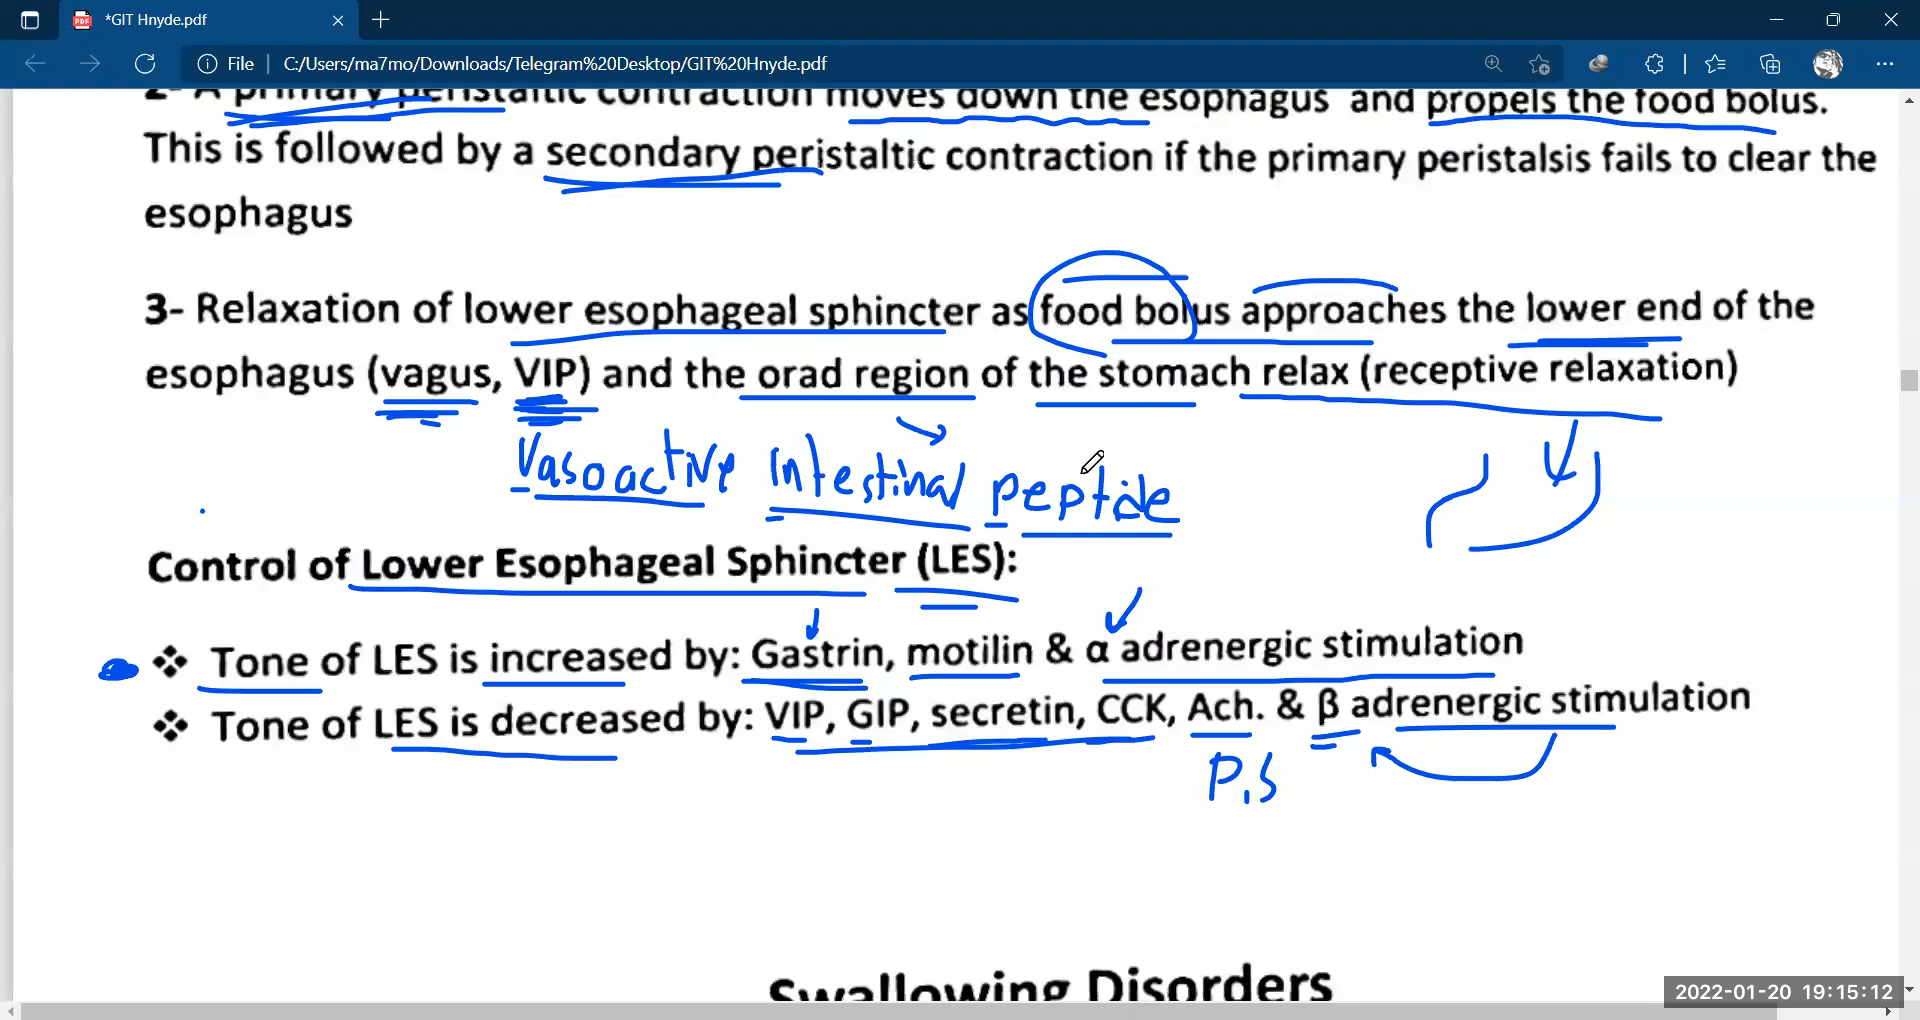 *GIT Hnyde.pdf
File
C:/Users/ma7mo/Downloads/Telegram%20Desktop/GIT%20Hnyde.pdf
2- A primary peristaltic contraction moves down the esophagus and propels the food bolus.
This is followed by a secondary peristaltic contraction if the primary peristalsis fails to clear the
esophagus
3- Relaxation of lower esophageal sphincter as food bolus approaches the lower end of the
esophagus (vagus, VIP) and the orad region of the stomach relax (receptive relaxation)
Vasoactive intestinal peptide
Control of Lower Esophageal Sphincter (LES):
❖ Tone of LES is increased by: Gastrin, motilin & α adrenergic stimulation
❖ Tone of LES is decreased by: VIP, GIP, secretin, CCK, Ach. & β adrenergic stimulation
P.S
Swallowing Disorders
2022-01-20 19:15:12